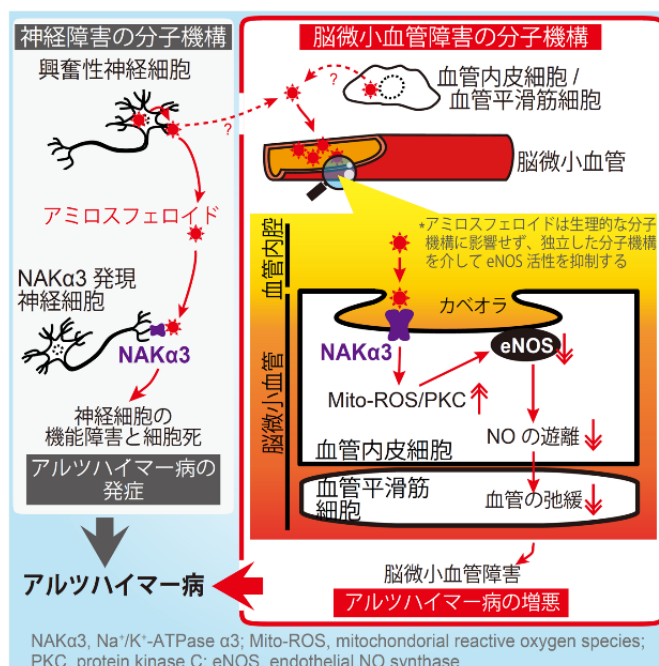 神経障害の分子機構
興奮性神経細胞
?
アミロスフェロイド
NAKα3 発現
神経細胞
NAKα3
神経細胞の
機能障害と細胞死
アルツハイマー病の
発症
アルツハイマー病
脳微小血管障害の分子機構
?
血管内皮細胞 /
血管平滑筋細胞
脳微小血管
*アミロスフェロイドは生理的な分子
機構に影響せず、独立した分子機構
を介して eNOS 活性を抑制する
血管内腔
脳微小血管
カベオラ
NAKα3
eNOS
Mito-ROS/PKC
NO の遊離
血管内皮細胞
血管平滑筋
細胞
血管の弛緩
脳微小血管障害
アルツハイマー病の増悪
NAKα3, Na⁺/K⁺-ATPase α3; Mito-ROS, mitochondorial reactive oxygen species;
PKC, protein kinase C; eNOS, endothelial NO synthase